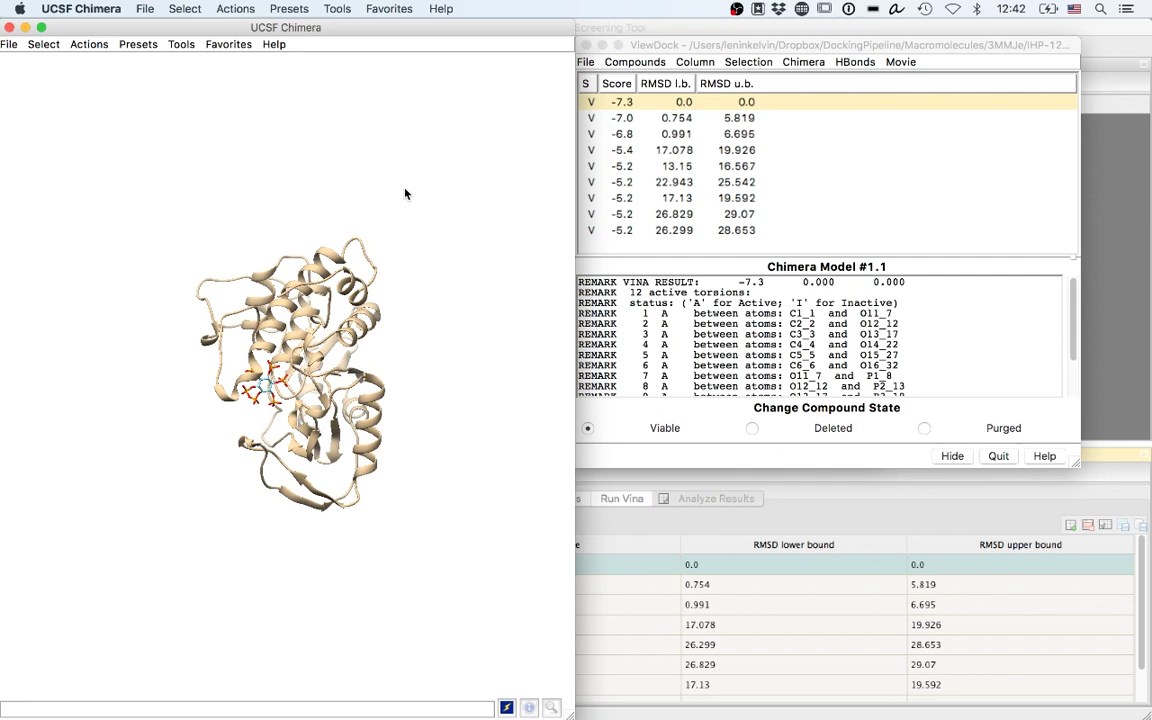 UCSF Chimera File Select Actions Presets Tools Favorites Help 12:42
UCSF Chimera
File Select Actions Presets Tools Favorites Help
Screening Tool
ViewDock - /Users/leninkelvin/Dropbox/DockingPipeline/Macromolecules/3MMJe/IHP-12...
File Compounds Column Selection Chimera HBonds Movie
S Score RMSD l.b. RMSD u.b.
V -7.3 0.0 0.0
V -7.0 0.754 5.819
V -6.8 0.991 6.695
V -5.4 17.078 19.926
V -5.2 13.15 16.567
V -5.2 22.943 25.542
V -5.2 17.13 19.592
V -5.2 26.829 29.07
V -5.2 26.299 28.653
Chimera Model #1.1
REMARK VINA RESULT: -7.3 0.000 0.000
REMARK 12 active torsions:
REMARK status: ('A' for Active; 'I' for Inactive)
REMARK 1 A between atoms: C1_1 and O11_7
REMARK 2 A between atoms: C2_2 and O12_12
REMARK 3 A between atoms: C3_3 and O13_17
REMARK 4 A between atoms: C4_4 and O14_22
REMARK 5 A between atoms: C5_5 and O15_27
REMARK 6 A between atoms: C6_6 and O16_32
REMARK 7 A between atoms: O11_7 and P1_8
REMARK 8 A between atoms: O12_12 and P2_13
Change Compound State
Viable Deleted Purged
Hide Quit Help
s Run Vina Analyze Results
e RMSD lower bound RMSD upper bound
0.0 0.0
0.754 5.819
0.991 6.695
17.078 19.926
26.299 28.653
26.829 29.07
17.13 19.592